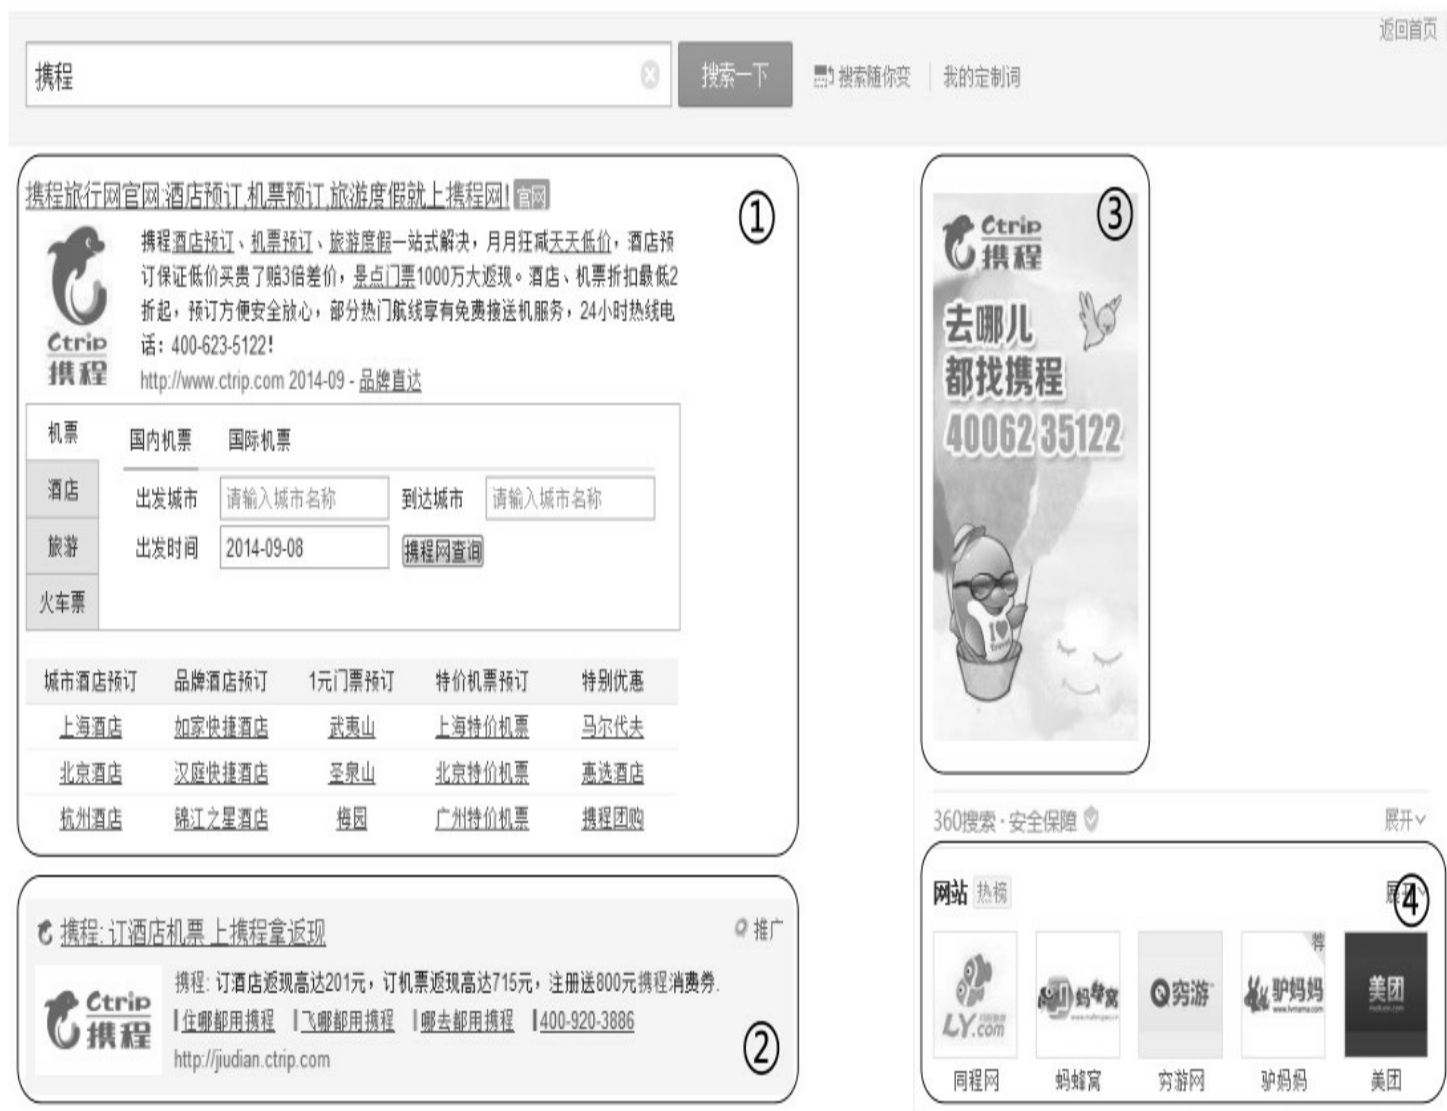 返回首页
携程
搜索一下
搜索随你变
我的定制词
携程旅行网官网:酒店预订,机票预订,旅游度假就上携程网! 官网
①
携程酒店预订、机票预订、旅游度假一站式解决，月月狂减天天低价，酒店预
订保证低价买贵了赔3倍差价，景点门票1000万大返现。酒店、机票折扣最低2
折起，预订方便安全放心，部分热门航线享有免费接送机服务，24小时热线电
话：400-623-5122!
http://www.ctrip.com 2014-09 - 品牌直达
Ctrip
携程
机票
国内机票 国际机票
酒店
出发城市 请输入城市名称 到达城市 请输入城市名称
旅游
出发时间 2014-09-08 携程网查询
火车票
城市酒店预订 品牌酒店预订 1元门票预订 特价机票预订 特别优惠
上海酒店 如家快捷酒店 武夷山 上海特价机票 马尔代夫
北京酒店 汉庭快捷酒店 圣泉山 北京特价机票 惠选酒店
杭州酒店 锦江之星酒店 梅园 广州特价机票 携程团购
携程: 订酒店机票 上携程拿返现
推广
Ctrip
携程
携程: 订酒店返现高达201元，订机票返现高达715元，注册送800元携程消费券.
住哪都用携程 飞哪都用携程 哪去都用携程 400-920-3886
http://jiudian.ctrip.com
②
③
Ctrip
携程
去哪儿
都找携程
40062 35122
I
360搜索·安全保障
展开
网站 热榜
④
LY.com
蚂蜂窝
穷游
荐
驴妈妈
www.lvmama.com
美团
同程网 蚂蜂窝 穷游网 驴妈妈 美团